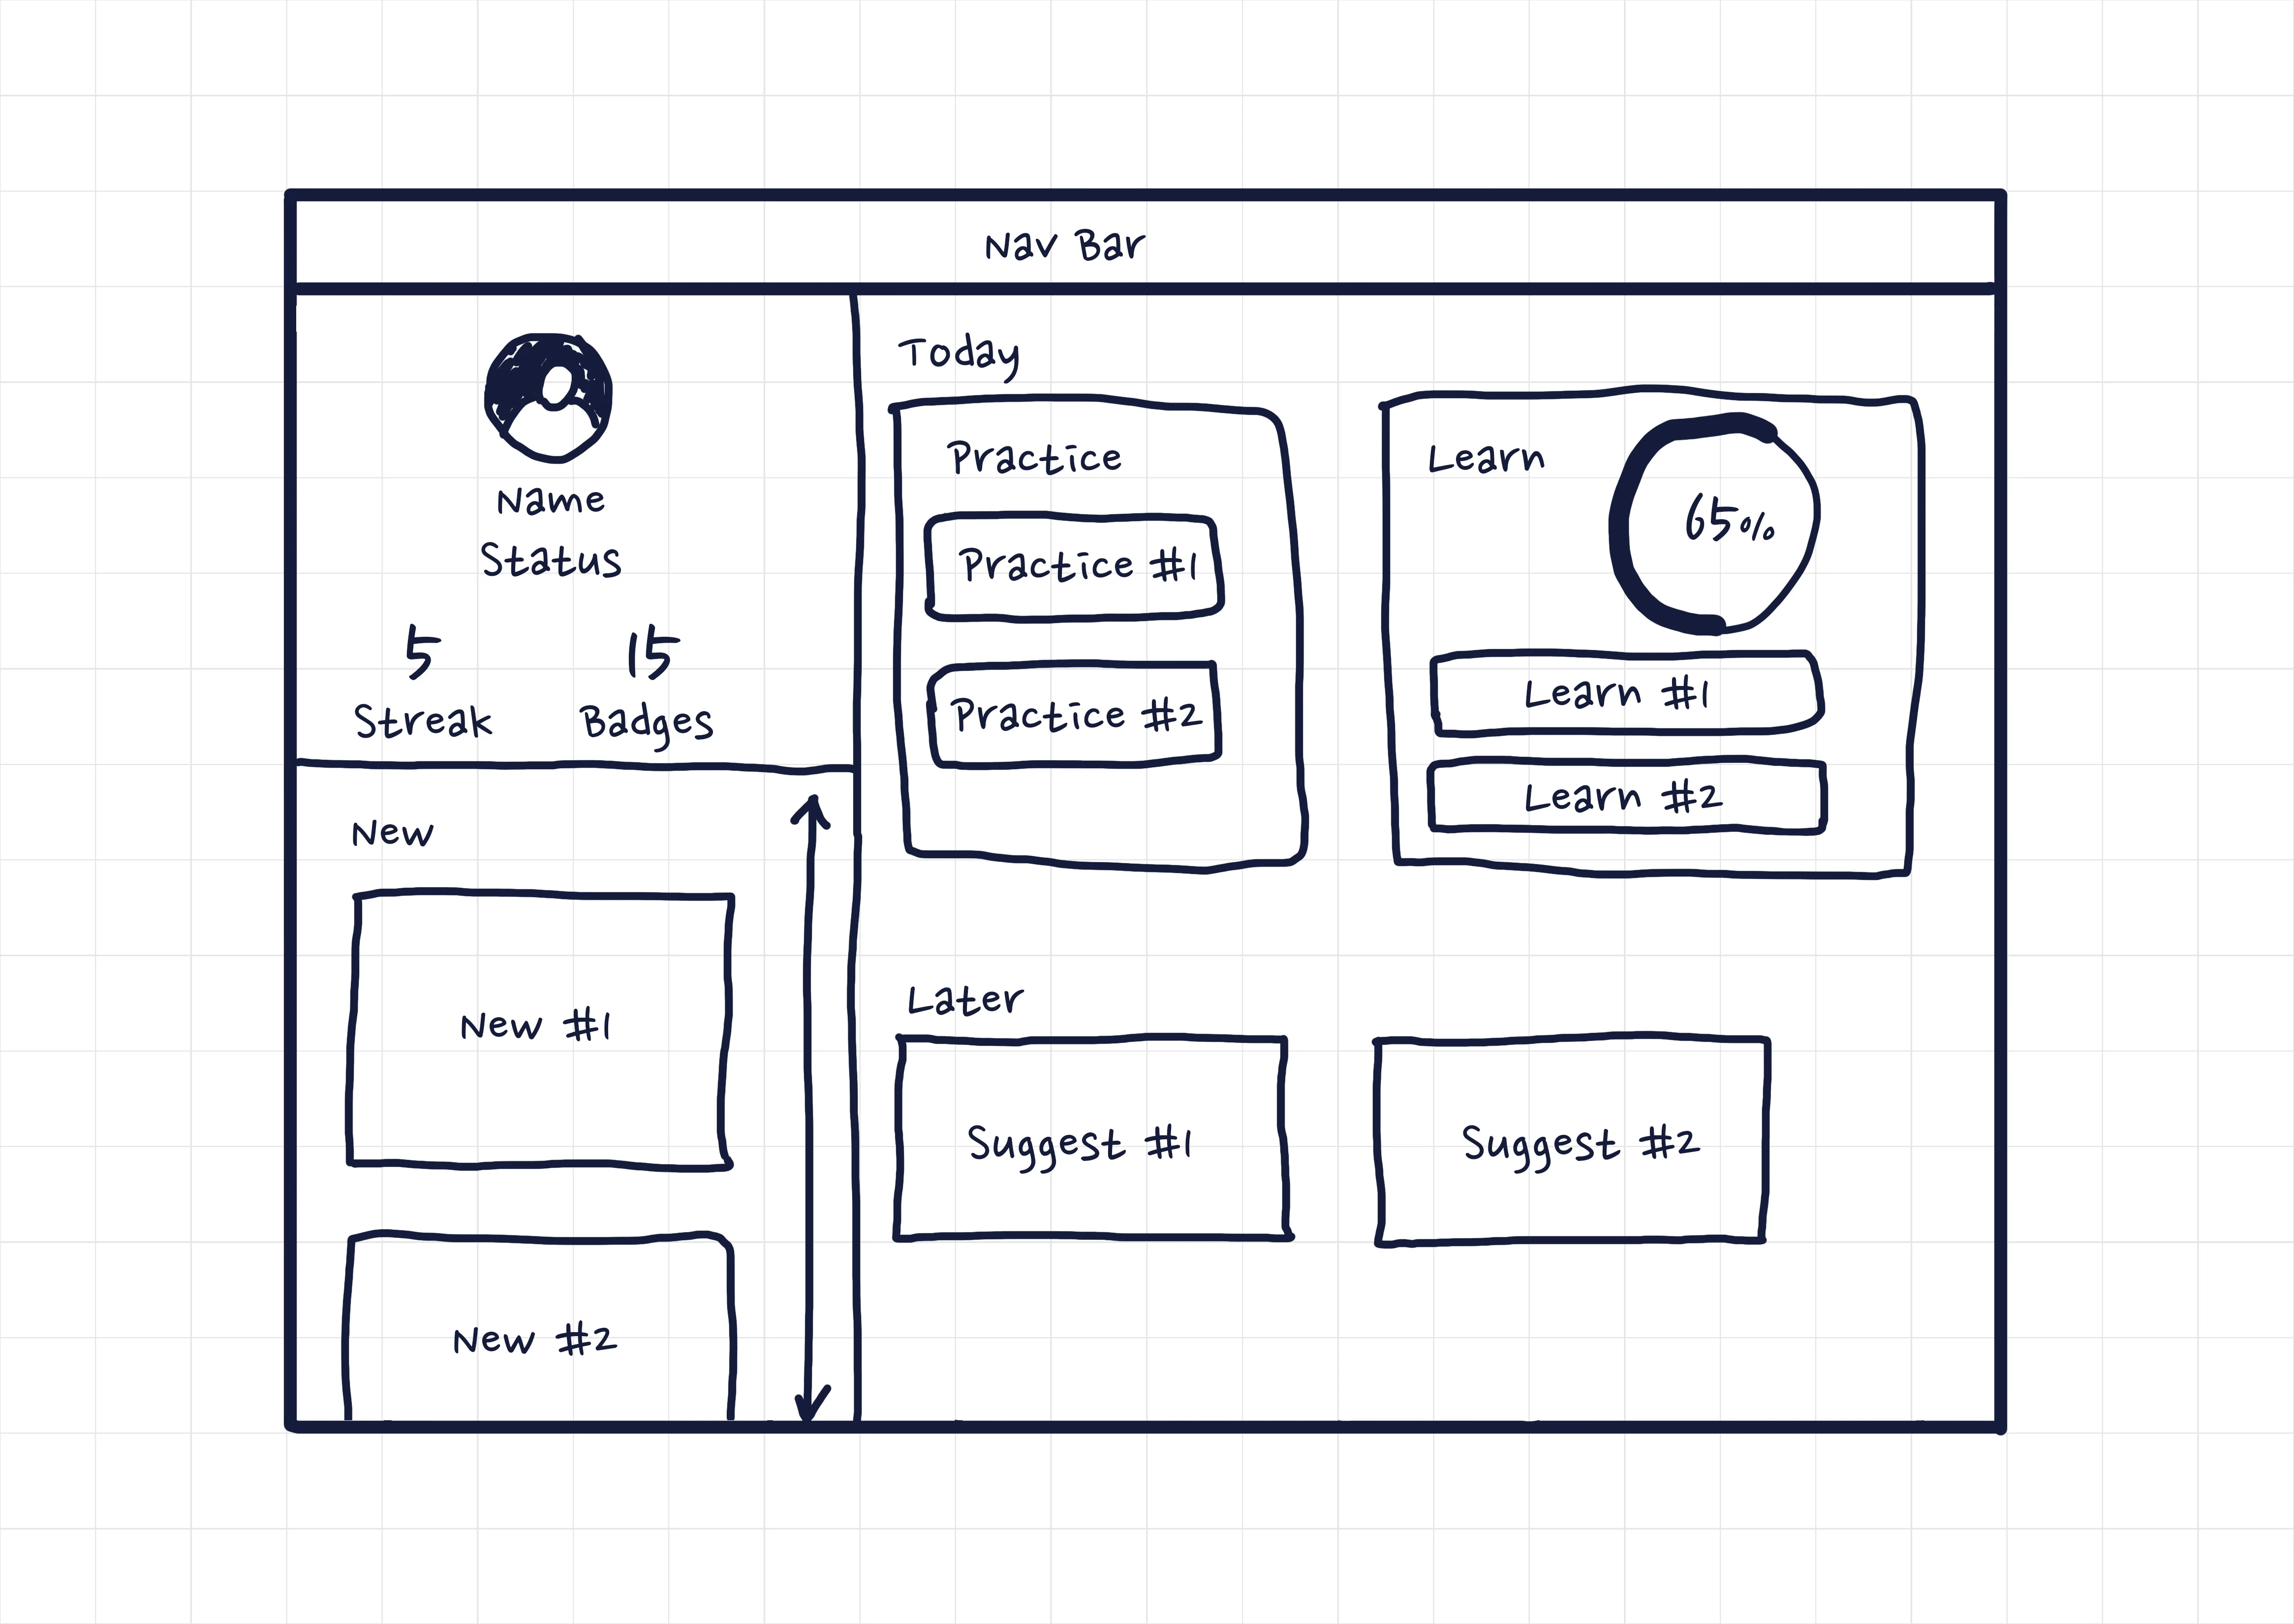 Nav Bar
Name
Status
5
Streak
15
Badges
New
New #1
New #2
Today
Practice
Practice #1
Practice #2
Learn
65%
Learn #1
Learn #2
Later
Suggest #1
Suggest #2